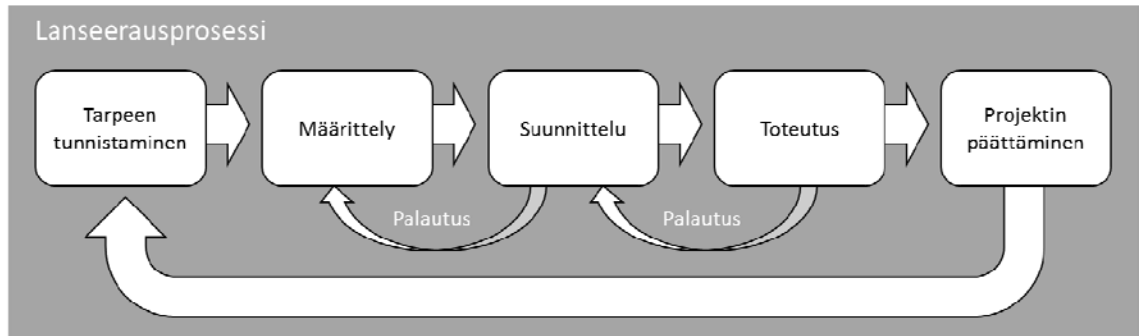 Lanseerausprosessi
Tarpeen
tunnistaminen
Määrittely
Suunnittelu
Toteutus
Projektin
päättäminen
Palautus
Palautus